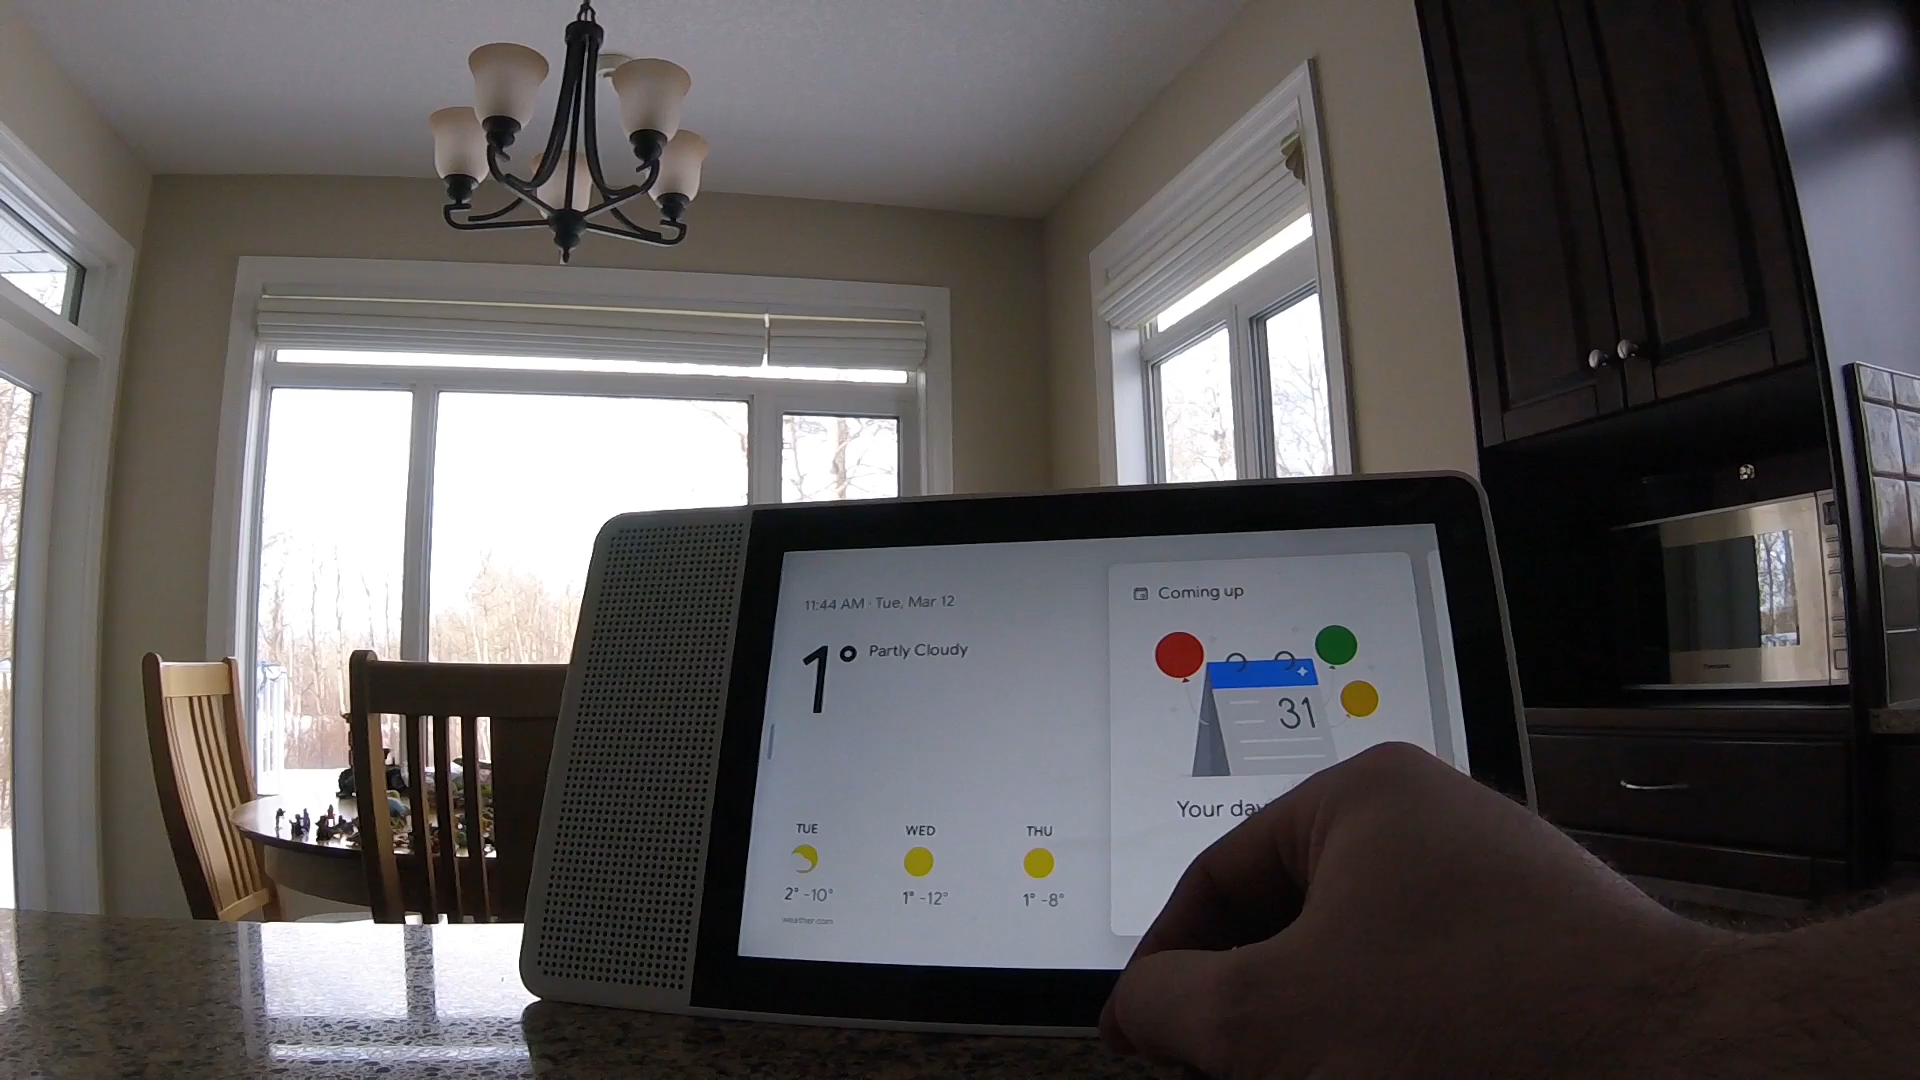 11:44 AM · Tue, Mar 12
1° Partly Cloudy
TUE WED THU
2° -10° 1° -12° 1° -8°
weather.com
Coming up
31
Your day